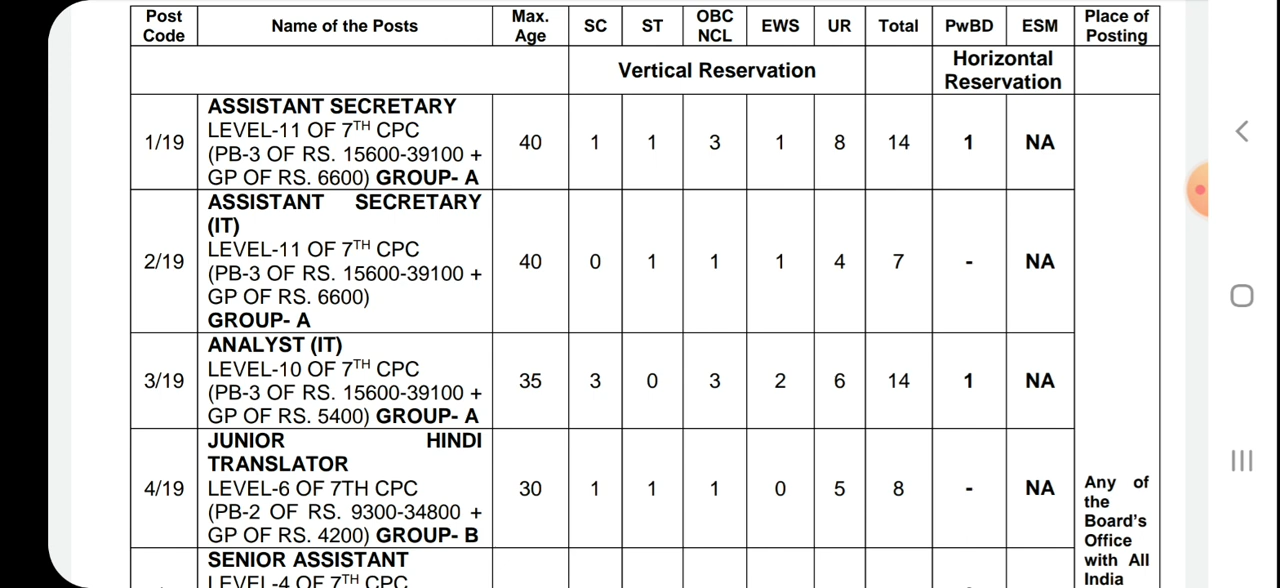 Post Code Name of the Posts Max. Age SC ST OBC NCL EWS UR Total PwBD ESM Place of Posting
Vertical Reservation Horizontal Reservation
1/19 ASSISTANT SECRETARY
LEVEL-11 OF 7TH CPC
(PB-3 OF RS. 15600-39100 +
GP OF RS. 6600) GROUP- A
40 1 1 3 1 8 14 1 NA
2/19 ASSISTANT SECRETARY
(IT)
LEVEL-11 OF 7TH CPC
(PB-3 OF RS. 15600-39100 +
GP OF RS. 6600)
GROUP- A
40 0 1 1 1 4 7 - NA
3/19 ANALYST (IT)
LEVEL-10 OF 7TH CPC
(PB-3 OF RS. 15600-39100 +
GP OF RS. 5400) GROUP- A
35 3 0 3 2 6 14 1 NA
4/19 JUNIOR HINDI
TRANSLATOR
LEVEL-6 OF 7TH CPC
(PB-2 OF RS. 9300-34800 +
GP OF RS. 4200) GROUP- B
30 1 1 1 0 5 8 - NA
SENIOR ASSISTANT
LEVEL-4 OF 7TH CPC
Any of
the
Board's
Office
with All
India